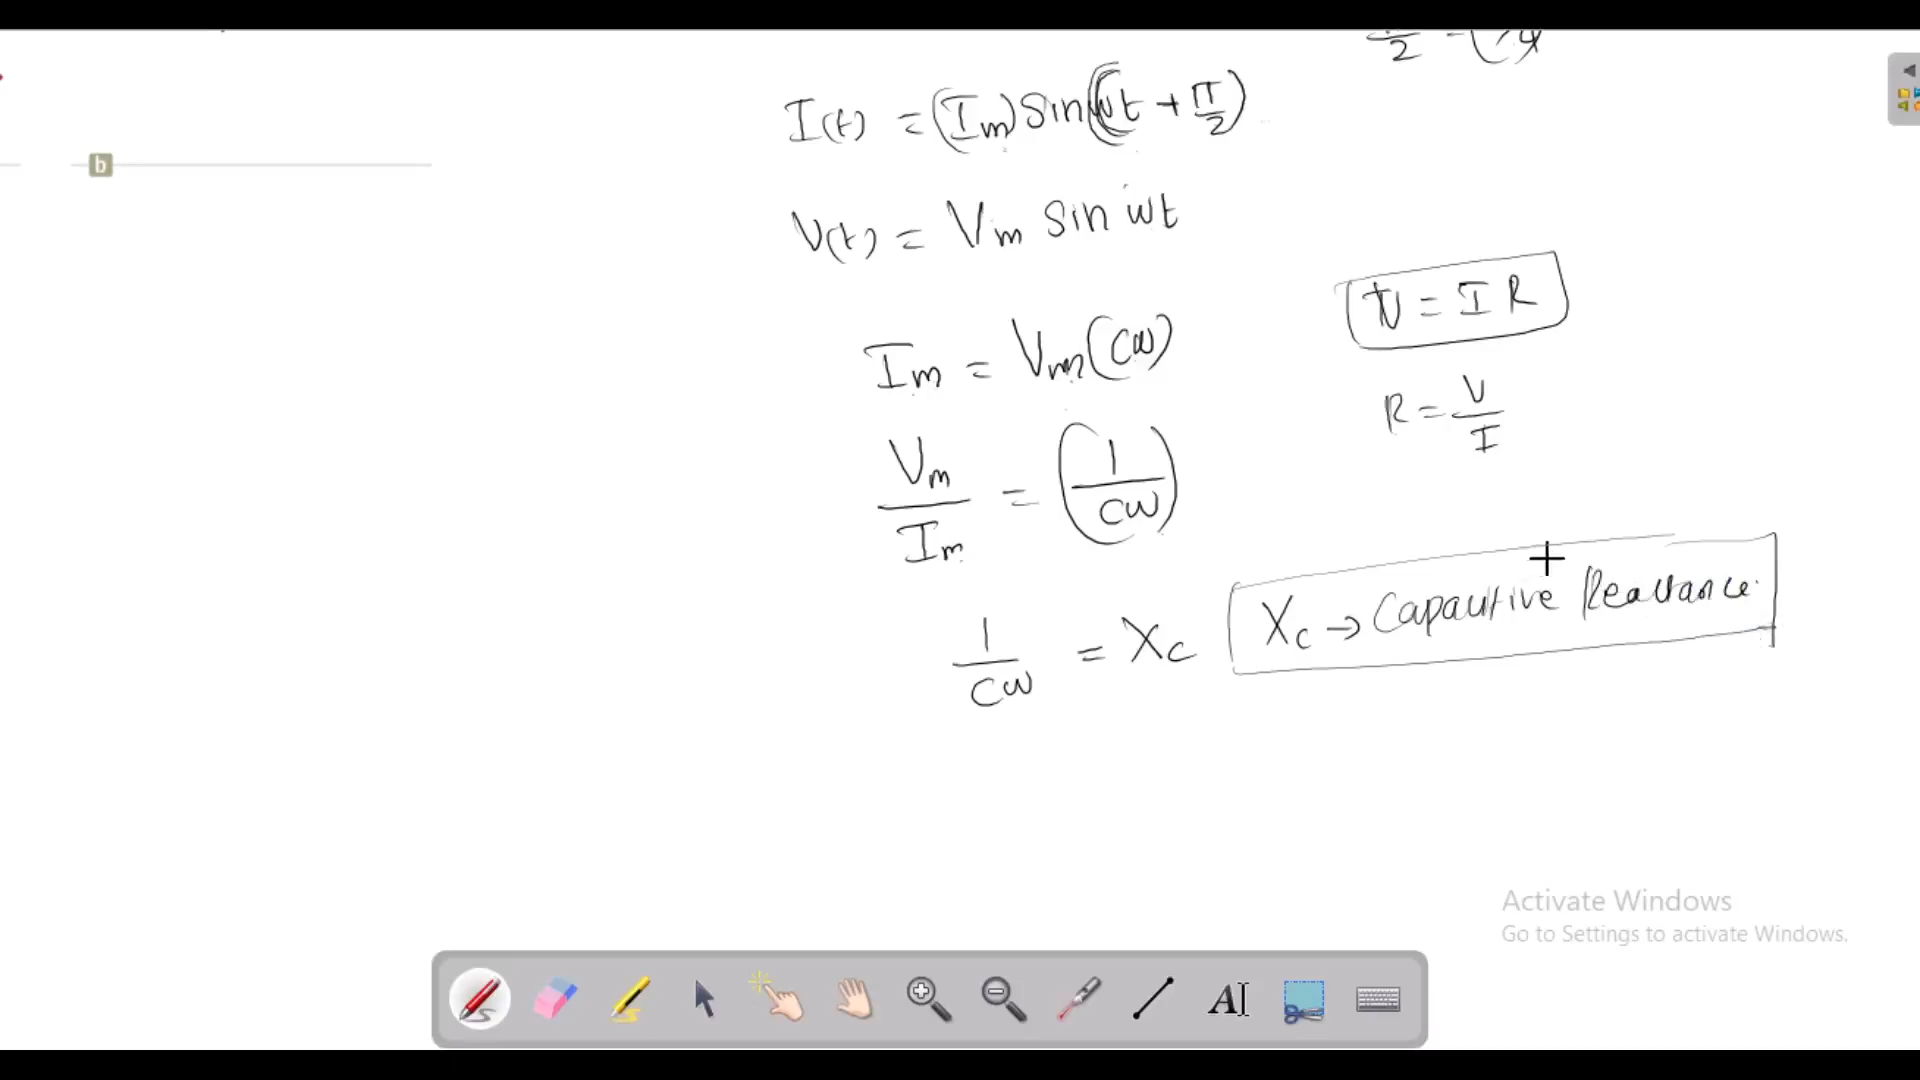 I(t) = (Im) Sin(ωt + π/2)
V(t) = Vm Sin ωt
V = I R
Im = Vm(Cω)
R = V/I
Vm/Im = (1/Cω)
1/Cω = Xc
Xc → Capacitive Reactance
b
Activate Windows
Go to Settings to activate Windows.
AI